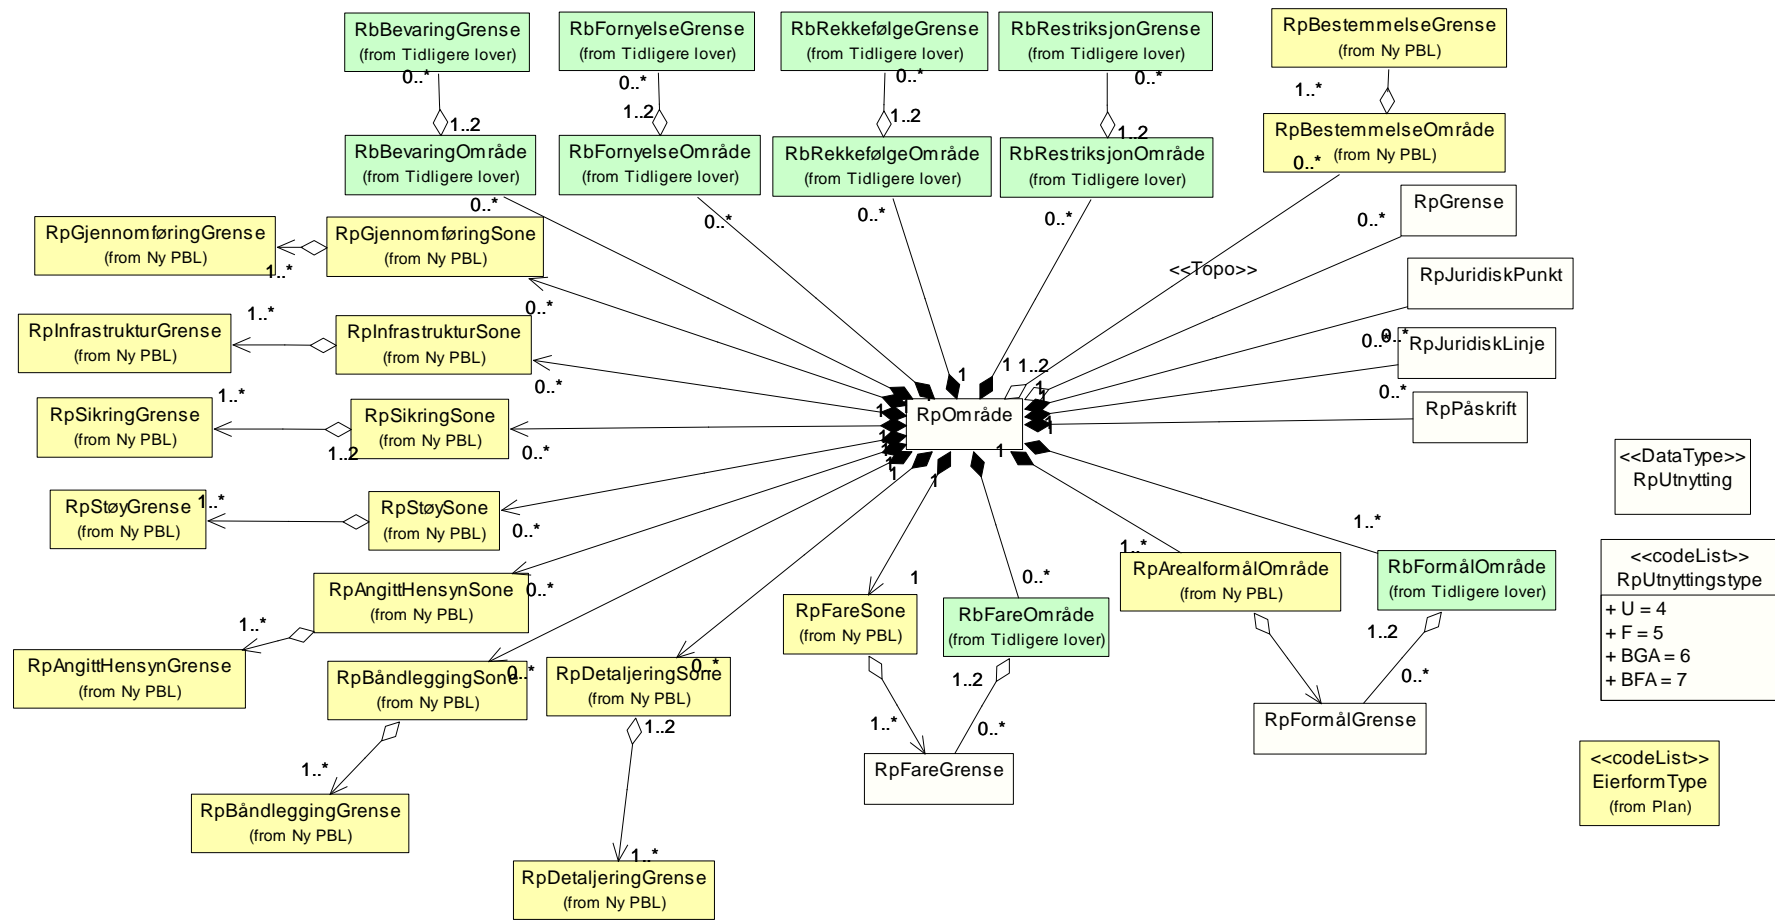 RbBevaringGrense
(from Tidligere lover)
RbFornyelseGrense
(from Tidligere lover)
RbRekkefølgeGrense
(from Tidligere lover)
RbRestriksjonGrense
(from Tidligere lover)
RpBestemmelseGrense
(from Ny PBL)
0..*
0..*
0..*
0..*
1..*
1..2
1..2
1..2
1..2
RbBevaringOmråde
(from Tidligere lover)
RbFornyelseOmråde
(from Tidligere lover)
RbRekkefølgeOmråde
(from Tidligere lover)
RbRestriksjonOmråde
(from Tidligere lover)
RpBestemmelseOmråde
(from Ny PBL)
0..*
0..*
0..*
0..*
0..*
RpGrense
0..*
RpGjennomføringGrense
(from Ny PBL)
1..*
RpGjennomføringSone
(from Ny PBL)
0..*
<<Topo>>
RpJuridiskPunkt
0..*
RpInfrastrukturGrense
(from Ny PBL)
1..*
RpInfrastrukturSone
(from Ny PBL)
0..*
RpJuridiskLinje
0..*
1
1
1..2
RpSikringGrense
(from Ny PBL)
1..*
1..2
RpSikringSone
(from Ny PBL)
0..*
1
RpOmråde
1
1
0..*
RpPåskrift
1
1
1
1
1
1
1
<<DataType>>
RpUtnytting
RpStøyGrense
(from Ny PBL)
1..*
RpStøySone
(from Ny PBL)
0..*
1..*
1..*
<<codeList>>
RpUtnyttingstype
+ U = 4
+ F = 5
+ BGA = 6
+ BFA = 7
RpAngittHensynSone
(from Ny PBL)
0..*
1
0..*
RpArealformålOmråde
(from Ny PBL)
RbFormålOmråde
(from Tidligere lover)
RpFareSone
(from Ny PBL)
RbFareOmråde
(from Tidligere lover)
1..*
1..2
RpAngittHensynGrense
(from Ny PBL)
RpBåndleggingSone
(from Ny PBL)
0..*
RpDetaljeringSone
(from Ny PBL)
0..*
1..2
1..2
0..*
1..*
0..*
RpFormålGrense
RpFareGrense
1..*
RpBåndleggingGrense
(from Ny PBL)
<<codeList>>
EierformType
(from Plan)
1..*
RpDetaljeringGrense
(from Ny PBL)